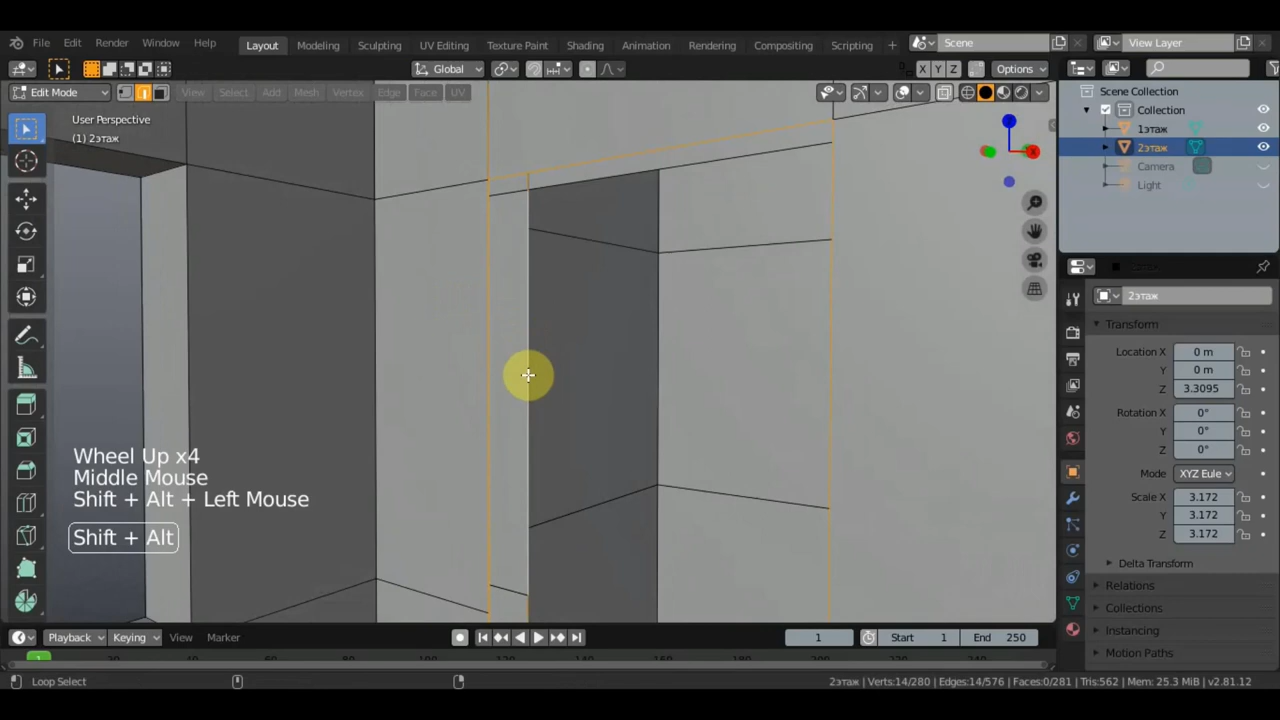 File Edit Render Window Help Layout Modeling Sculpting UV Editing Texture Paint Shading Animation Rendering Compositing Scripting + Scene View Layer
Global X Y Z Options
Edit Mode View Select Add Mesh Vertex Edge Face UV
User Perspective
(1) 2этаж
Scene Collection
Collection
1этаж
2этаж
Camera
Light
X
2этаж
Transform
Location X 0 m
Y 0 m
Z 3.3095
Rotation X 0°
Y 0°
Z 0°
Mode XYZ Eule
Scale X 3.172
Y 3.172
Z 3.172
Delta Transform
Relations
Collections
Instancing
Motion Paths
Wheel Up x4
Middle Mouse
Shift + Alt + Left Mouse
Shift + Alt
Playback Keying View Marker 1 Start 1 End 250
1
Loop Select
2этаж | Verts:14/280 | Edges:14/576 | Faces:0/281 | Tris:562 | Mem: 25.3 MiB | v2.81.12